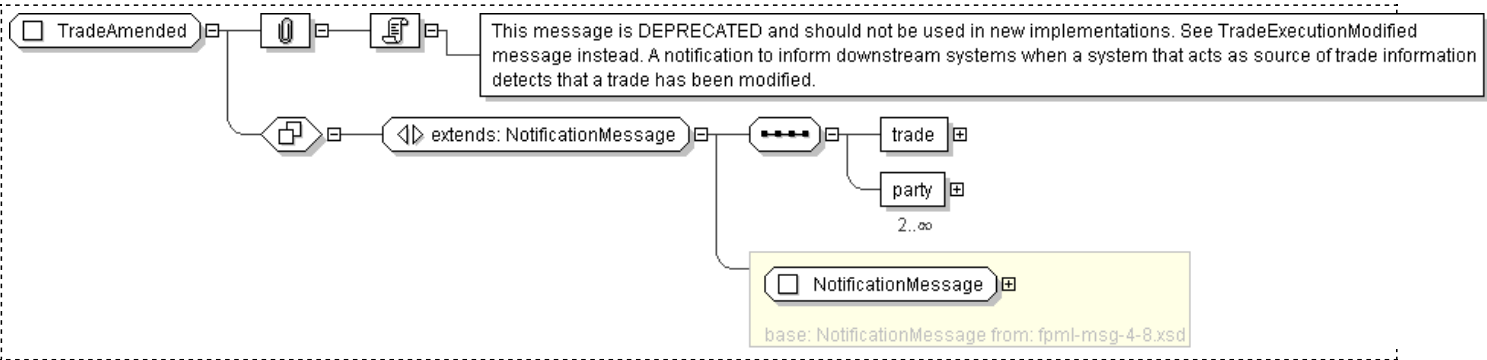 TradeAmended
This message is DEPRECATED and should not be used in new implementations. See TradeExecutionModified
message instead. A notification to inform downstream systems when a system that acts as source of trade information
detects that a trade has been modified.
extends: NotificationMessage
trade
party
2..∞
NotificationMessage
base: NotificationMessage from: fpml-msg-4-8.xsd